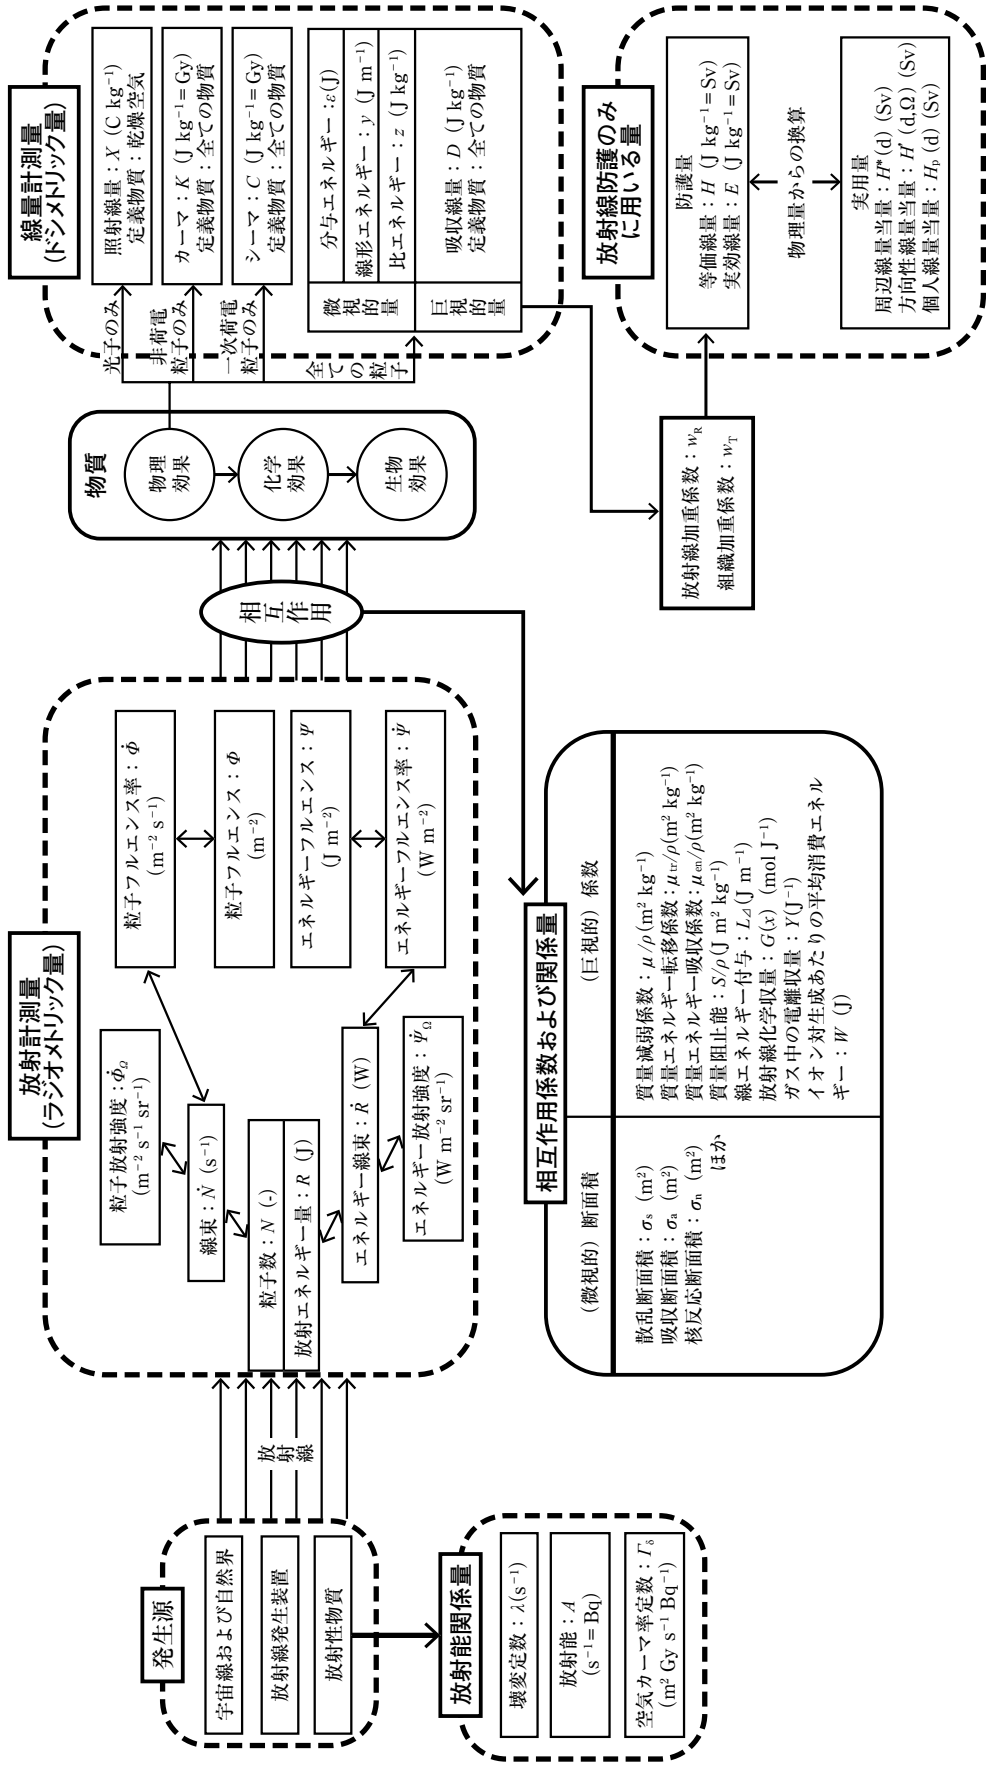 発生源
宇宙線および自然界
放射線発生装置
放射性物質
放射能関係量
壊変定数：λ(s⁻¹)
放射能：A
(s⁻¹=Bq)
空気カーマ率定数：Γδ
(m² Gy s⁻¹ Bq⁻¹)
放射線
放射計測量
(ラジオメトリック量)
粒子放射強度：Φ̇Ω
(m⁻² s⁻¹ sr⁻¹)
線束：Ṅ (s⁻¹)
粒子数：N (-)
放射エネルギー量：R (J)
エネルギー線束：Ṙ (W)
エネルギー放射強度：Ψ̇Ω
(W m⁻² sr⁻¹)
粒子フルエンス率：Φ̇
(m⁻² s⁻¹)
粒子フルエンス：Φ
(m⁻²)
エネルギーフルエンス：Ψ
(J m⁻²)
エネルギーフルエンス率：Ψ̇
(W m⁻²)
相互作用
相互作用係数および関係量
(微視的) 断面積
散乱断面積：σs (m²)
吸収断面積：σa (m²)
核反応断面積：σn (m²)
ほか
(巨視的) 係数
質量減弱係数：μ/ρ(m² kg⁻¹)
質量エネルギー転移係数：μtr/ρ(m² kg⁻¹)
質量エネルギー吸収係数：μen/ρ(m² kg⁻¹)
質量阻止能：S/ρ(J m² kg⁻¹)
線エネルギー付与：LΔ(J m⁻¹)
放射線化学収量：G(x) (mol J⁻¹)
ガス中の電離収量：Y(J⁻¹)
イオン対生成あたりの平均消費エネル
ギー：W (J)
物質
物理
効果
化学
効果
生物
効果
光子のみ
非荷電
粒子のみ
一次荷電
粒子のみ
全ての粒子
線量計測量
(ドシメトリック量)
照射線量：X (C kg⁻¹)
定義物質：乾燥空気
カーマ：K (J kg⁻¹=Gy)
定義物質：全ての物質
シーマ：C (J kg⁻¹=Gy)
定義物質：全ての物質
微視的量
分与エネルギー：ε(J)
線形エネルギー：y (J m⁻¹)
比エネルギー：z (J kg⁻¹)
巨視的量
吸収線量：D (J kg⁻¹)
定義物質：全ての物質
放射線加重係数：wR
組織加重係数：wT
放射線防護のみ
に用いる量
防護量
等価線量：H (J kg⁻¹=Sv)
実効線量：E (J kg⁻¹=Sv)
物理量からの換算
実用量
周辺線量当量：H*(d) (Sv)
方向性線量当量：H′(d,Ω) (Sv)
個人線量当量：Hp(d) (Sv)